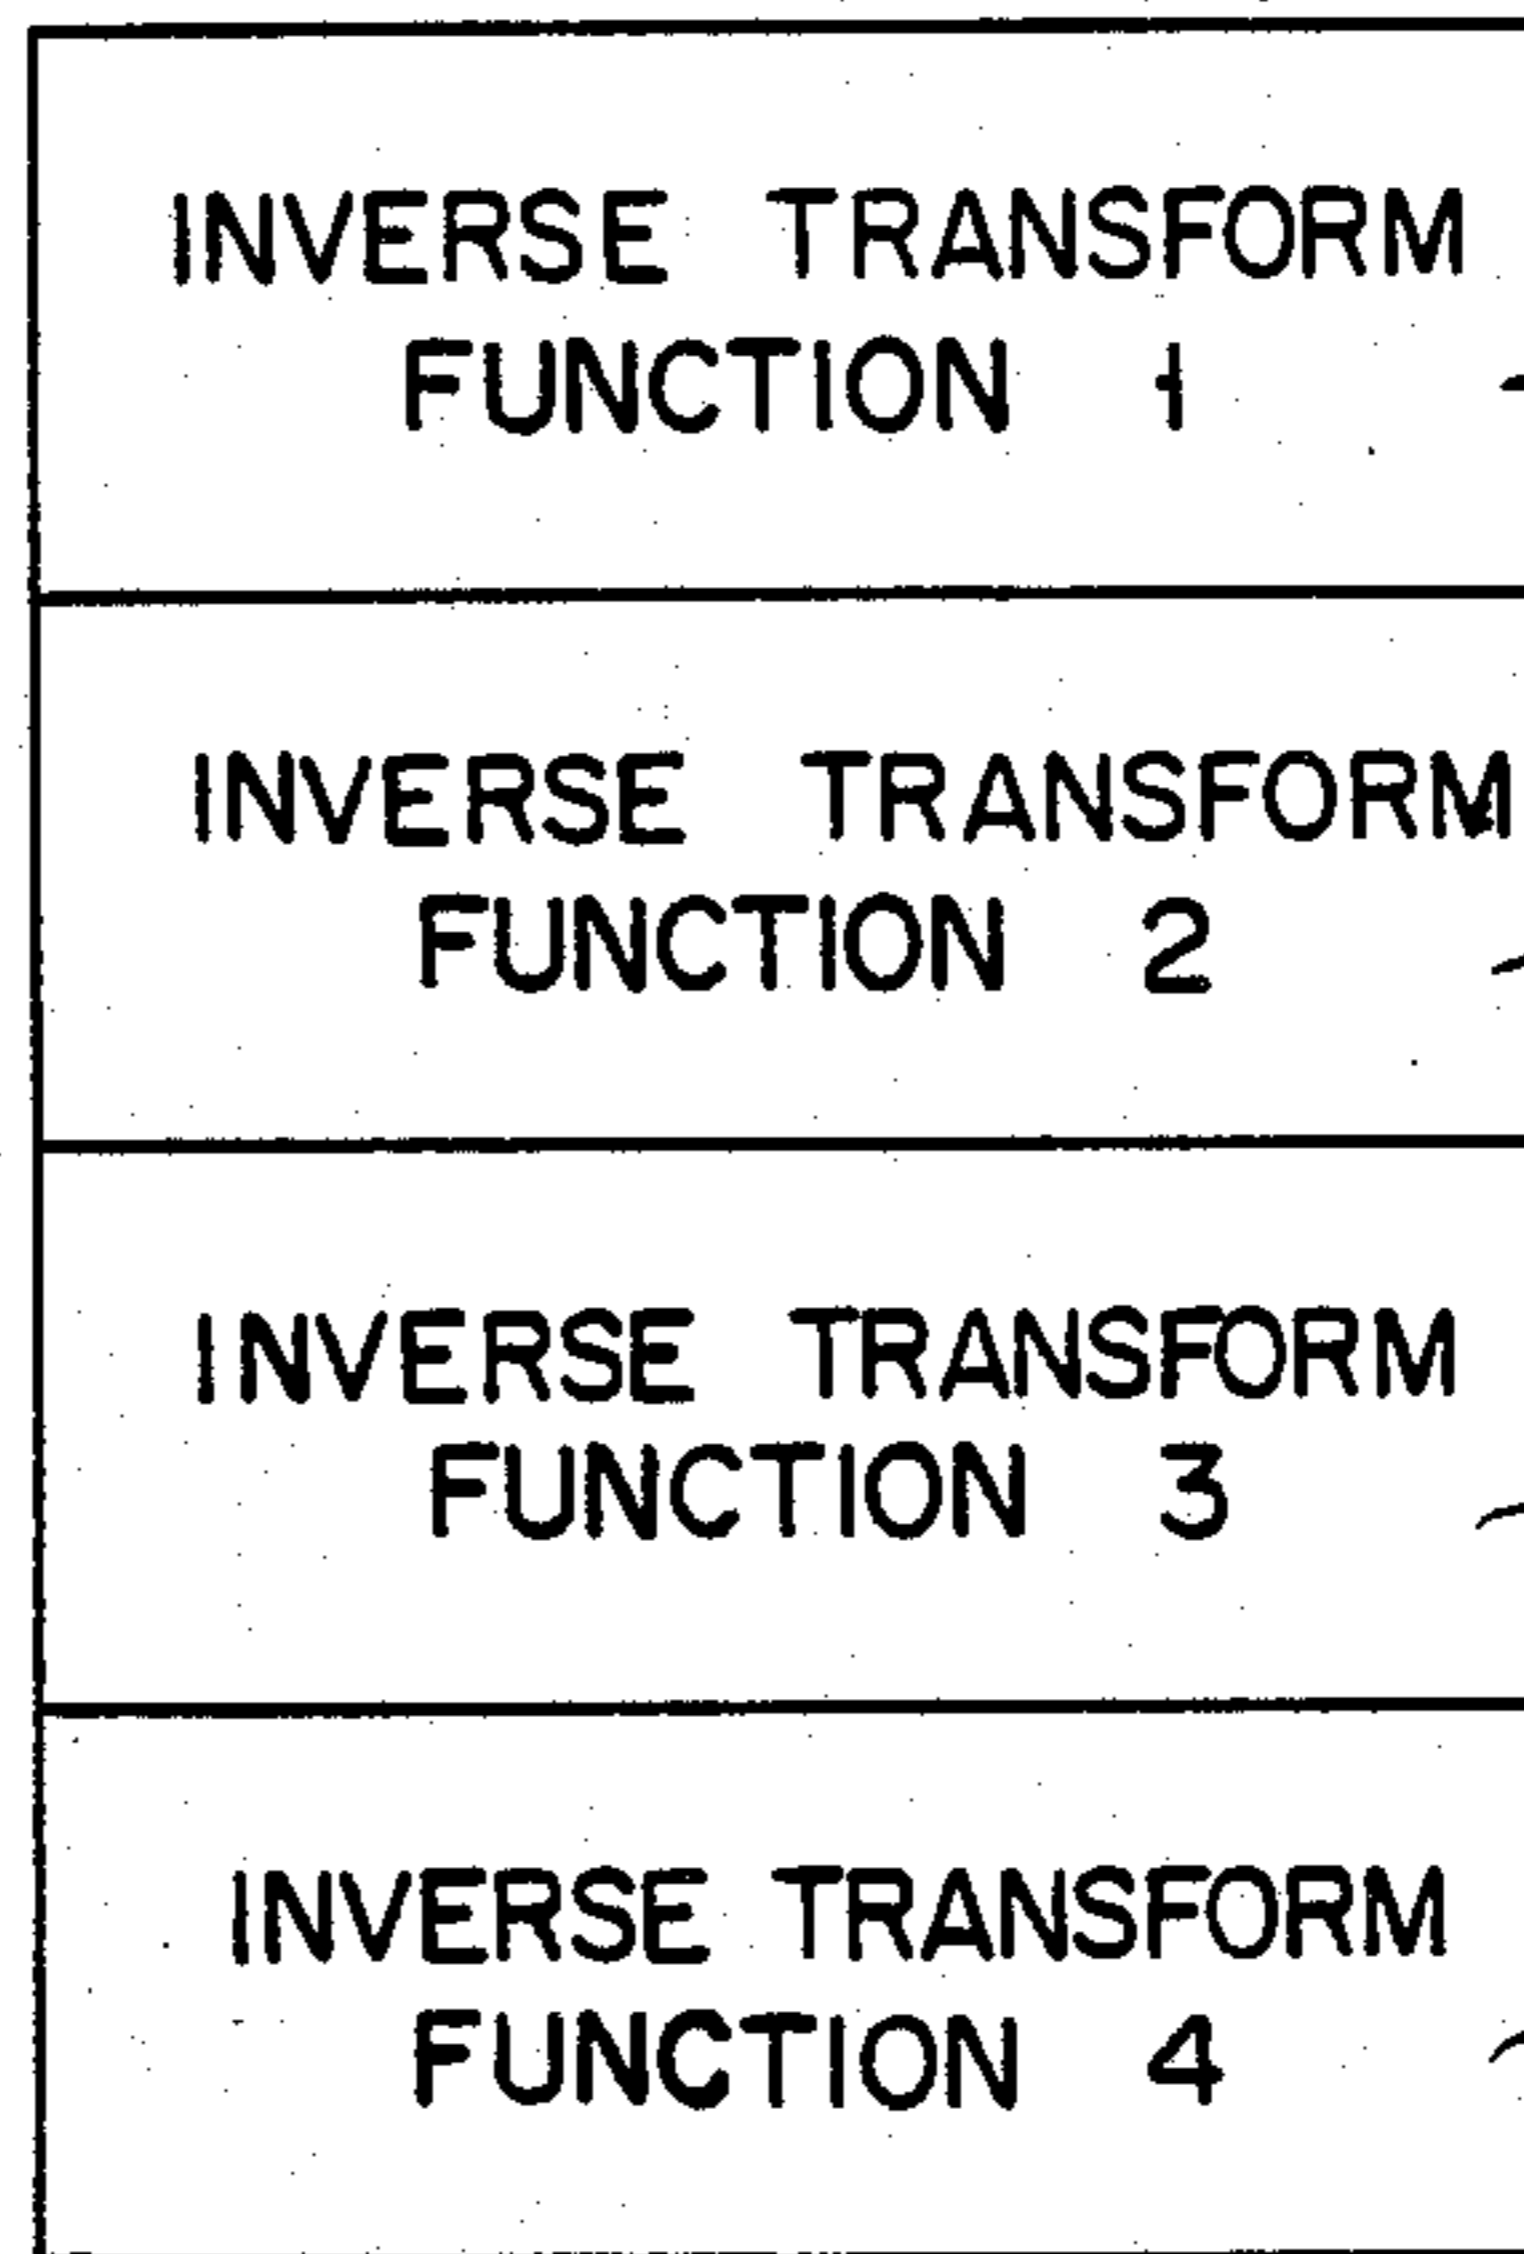 INVERSE TRANSFORM
FUNCTION 1
INVERSE TRANSFORM
FUNCTION 2
INVERSE TRANSFORM
FUNCTION 3
INVERSE TRANSFORM
FUNCTION 4